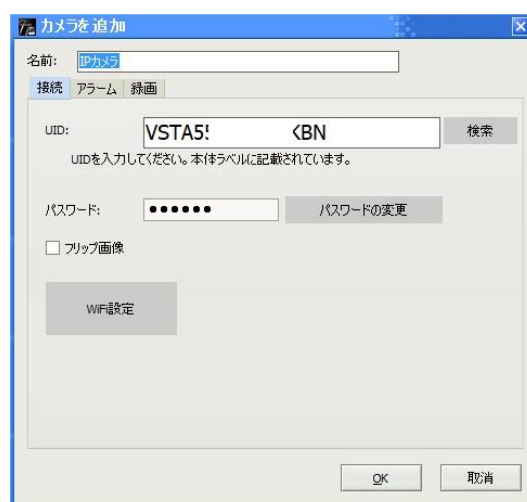 カメラを追加
名前: IPカメラ
接続 アラーム 録画
UID: VSTA5 KBN 検索
UIDを入力してください。本体ラベルに記載されています。
パスワード: ●●●●●● パスワードの変更
フリップ画像
WiFi設定
OK 取消